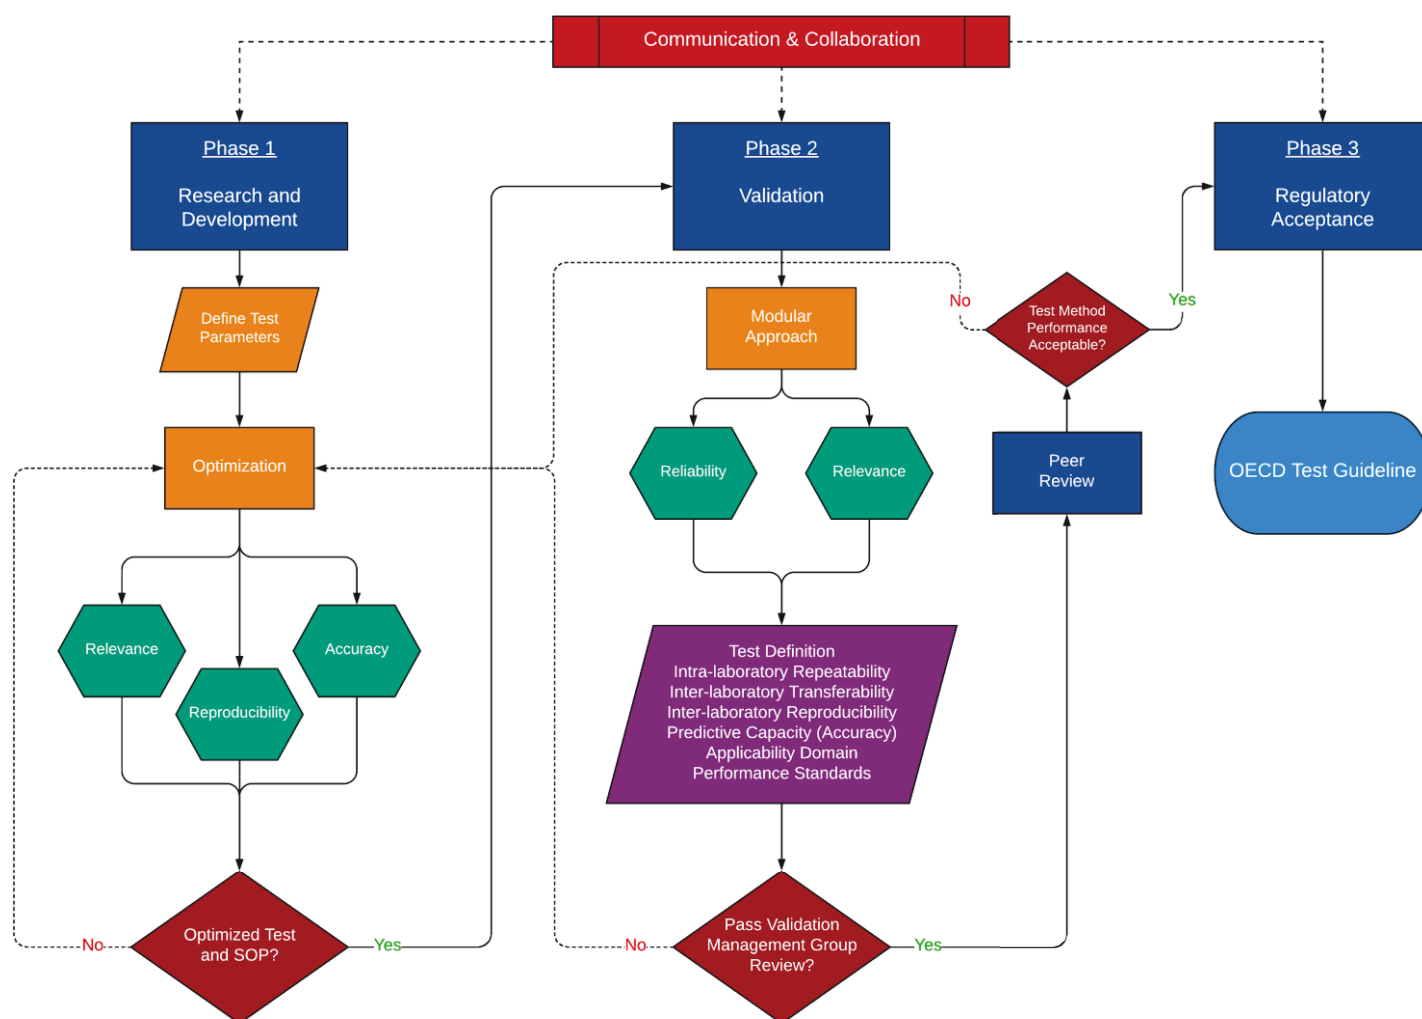 Communication & Collaboration
Phase 1
Research and
Development
Define Test
Parameters
Optimization
Relevance
Reproducibility
Accuracy
Optimized Test
and SOP?
No
Yes
Phase 2
Validation
Modular
Approach
Reliability
Relevance
Test Definition
Intra-laboratory Repeatability
Inter-laboratory Transferability
Inter-laboratory Reproducibility
Predictive Capacity (Accuracy)
Applicability Domain
Performance Standards
Pass Validation
Management Group
Review?
No
Yes
Peer
Review
Test Method
Performance
Acceptable?
No
Yes
Phase 3
Regulatory
Acceptance
OECD Test Guideline